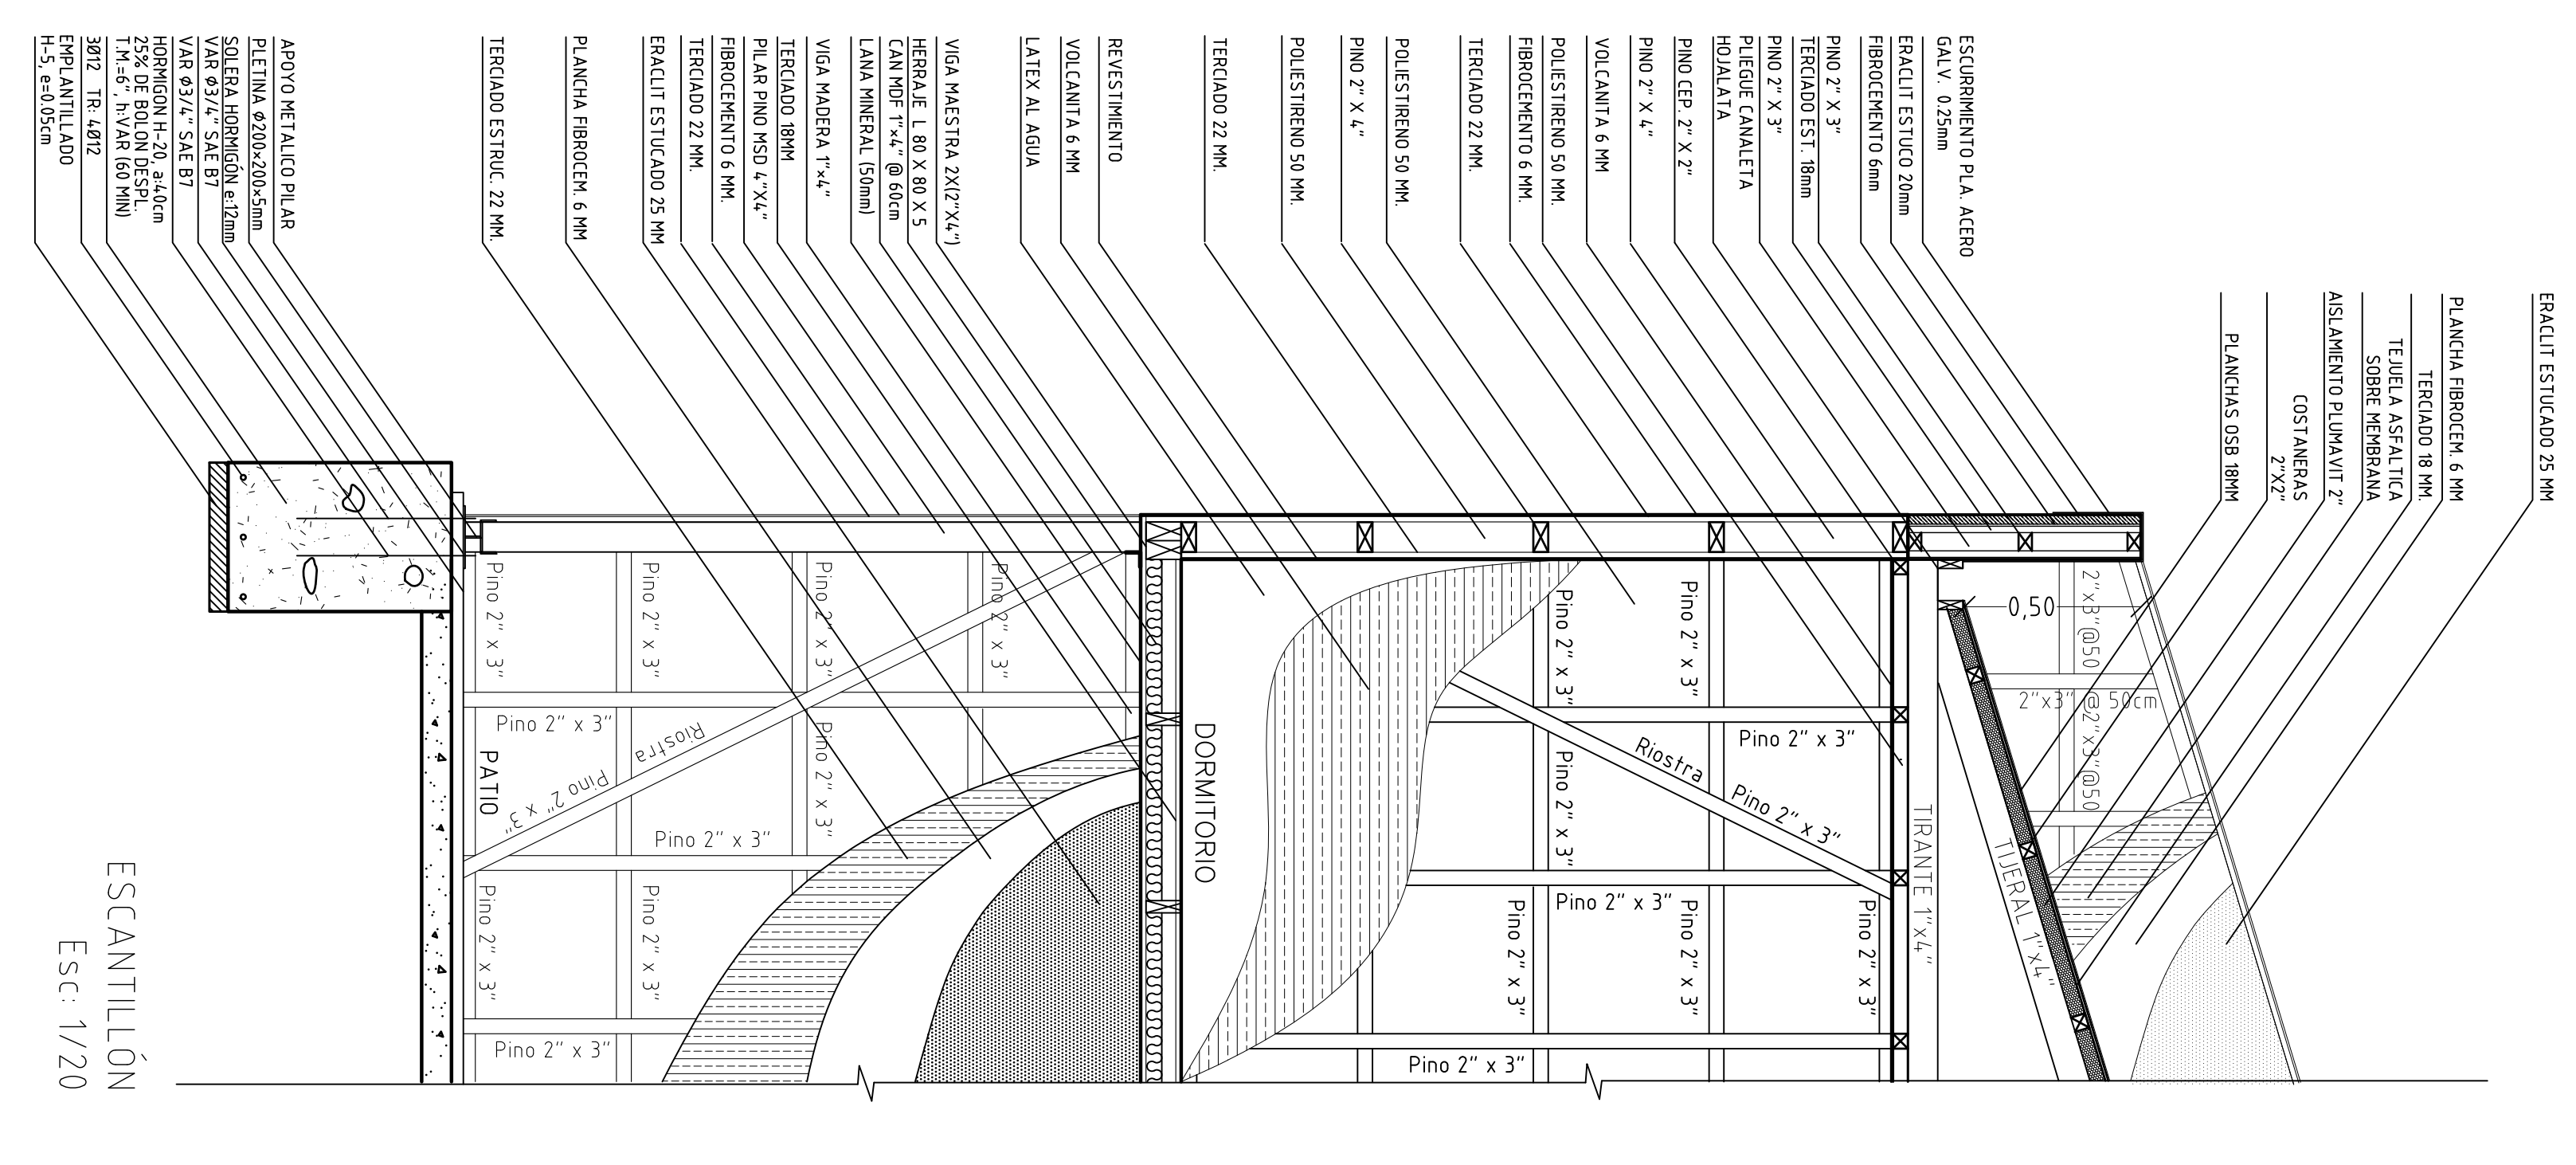 ERACLIT ESTUCADO 25 MM
PLANCHA FIBROCEM. 6 MM
TERCIADO 18 MM.
TEJUELA ASFALTICA
SOBRE MEMBRANA
AISLAMIENTO PLUMAVIT 2"
COSTANERAS
2"X2"
PLANCHAS OSB 18MM
ESCURRIMIENTO PLA. ACERO
GALV. 0.25mm
ERACLIT ESTUCO 20mm
FIBROCEMENTO 6mm
PINO 2" X 3"
TERCIADO EST. 18mm
PINO 2" X 3"
PLIEGUE CANALETA
HOJALATA
PINO CEP. 2" X 2"
PINO 2" X 4"
VOLCANITA 6 MM
POLIESTIRENO 50 MM.
FIBROCEMENTO 6 MM.
TERCIADO 22 MM.
POLIESTIRENO 50 MM.
PINO 2" X 4"
POLIESTIRENO 50 MM.
TERCIADO 22 MM.
REVESTIMIENTO
VOLCANITA 6 MM
LATEX AL AGUA
VIGA MAESTRA 2X(2"X4")
HERRAJE L 80 X 80 X 5
CAN MDF 1"x4" @ 60cm
LANA MINERAL (50mm)
VIGA MADERA 1"x4"
TERCIADO 18MM
PILAR PINO MSD 4"X4"
FIBROCEMENTO 6 MM.
TERCIADO 22 MM.
ERACLIT ESTUCADO 25 MM
PLANCHA FIBROCEM. 6 MM
TERCIADO ESTRUC. 22 MM.
APOYO METALICO PILAR
PLETINA Ø200x200x5mm
SOLERA HORMIGÓN e:12mm
VAR Ø3/4" SAE B7
VAR Ø3/4" SAE B7
HORMIGON H-20, a:40cm
25% DE BOLON DESPL.
T.M.=6", h:VAR (60 MIN)
3Ø12 TR: 4Ø12
EMPLANTILLADO
H-5, e=0.05cm
0,50
2"x3"@50
2"x3"@50
2"x3" @ 50cm
TIJERAL 1"x4"
TIRANTE 1"x4"
Pino 2" x 3"
Pino 2" x 3"
Pino 2" x 3"
Pino 2" x 3"
Riostra Pino 2" x 3"
Pino 2" x 3"
Pino 2" x 3"
Pino 2" x 3"
Pino 2" x 3"
Pino 2" x 3"
DORMITORIO
Pino 2" x 3"
Pino 2" x 3"
Pino 2" x 3"
Pino 2" x 3"
Pino 2" x 3"
Pino 2" x 3"
Riostra Pino 2" x 3"
Pino 2" x 3"
Pino 2" x 3"
Pino 2" x 3"
Pino 2" x 3"
PATIO
ESCANTILLÓN
Esc: 1/20